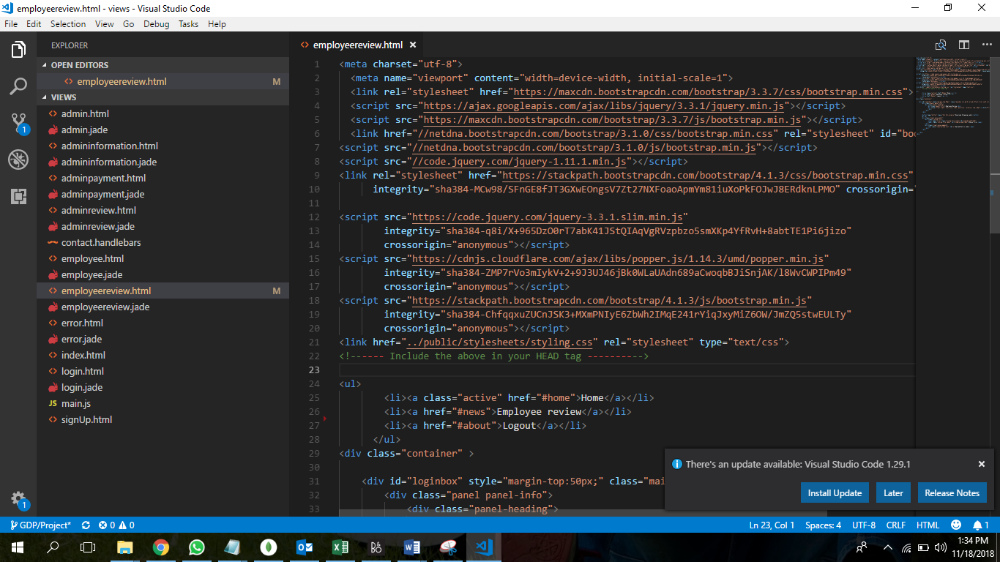 employeereview.html - views - Visual Studio Code
File Edit Selection View Go Debug Tasks Help
EXPLORER
OPEN EDITORS
employeereview.html M
VIEWS
admin.html
admin.jade
admininformation.html
admininformation.jade
adminpayment.html
adminpayment.jade
adminreview.html
adminreview.jade
contact.handlebars
employee.html
employee.jade
employeereview.html M
employeereview.jade
error.html
error.jade
index.html
login.html
login.jade
JS main.js
signUp.html
1
1
employeereview.html
1 <meta charset="utf-8">
2 <meta name="viewport" content="width=device-width, initial-scale=1">
3 <link rel="stylesheet" href="https://maxcdn.bootstrapcdn.com/bootstrap/3.3.7/css/bootstrap.min.css">
4 <script src="https://ajax.googleapis.com/ajax/libs/jquery/3.3.1/jquery.min.js"></script>
5 <script src="https://maxcdn.bootstrapcdn.com/bootstrap/3.3.7/js/bootstrap.min.js"></script>
6 <link href="//netdna.bootstrapcdn.com/bootstrap/3.1.0/css/bootstrap.min.css" rel="stylesheet" id="boo
7 <script src="//netdna.bootstrapcdn.com/bootstrap/3.1.0/js/bootstrap.min.js"></script>
8 <script src="//code.jquery.com/jquery-1.11.1.min.js"></script>
9 <link rel="stylesheet" href="https://stackpath.bootstrapcdn.com/bootstrap/4.1.3/css/bootstrap.min.css"
10 integrity="sha384-MCw98/SFnGE8fJT3GXwEOngsV7Zt27NXFoaoApmYm81iuXoPkFOJwJ8ERdknLPMO" crossorigin="
11
12 <script src="https://code.jquery.com/jquery-3.3.1.slim.min.js"
13 integrity="sha384-q8i/X+965DzO0rT7abK41JStQIAqVgRVzpbzo5smXKp4YfRvH+8abtTE1Pi6jizo"
14 crossorigin="anonymous"></script>
15 <script src="https://cdnjs.cloudflare.com/ajax/libs/popper.js/1.14.3/umd/popper.min.js"
16 integrity="sha384-ZMP7rVo3mIykV+2+9J3UJ46jBk0WLaUAdn689aCwoqbBJiSnjAK/l8WvCWPIPm49"
17 crossorigin="anonymous"></script>
18 <script src="https://stackpath.bootstrapcdn.com/bootstrap/4.1.3/js/bootstrap.min.js"
19 integrity="sha384-ChfqqxuZUCnJSK3+MXmPNIyE6ZbWh2IMqE241rYiqJxyMiZ6OW/JmZQ5stwEULTy"
20 crossorigin="anonymous"></script>
21 <link href="../public/stylesheets/styling.css" rel="stylesheet" type="text/css">
22 <!------ Include the above in your HEAD tag ---------->
23
24 <ul>
25 <li><a class="active" href="#home">Home</a></li>
26 <li><a href="#news">Employee review</a></li>
27 <li><a href="#about">Logout</a></li>
28 </ul>
29 <div class="container" >
30
31 <div id="loginbox" style="margin-top:50px;" class="mai
32 <div class="panel panel-info">
33 <div class="panel-heading">
There's an update available: Visual Studio Code 1.29.1
Install Update Later Release Notes
GDP/Project* 0 0 Ln 23, Col 1 Spaces: 4 UTF-8 CRLF HTML 1
1:34 PM
11/18/2018